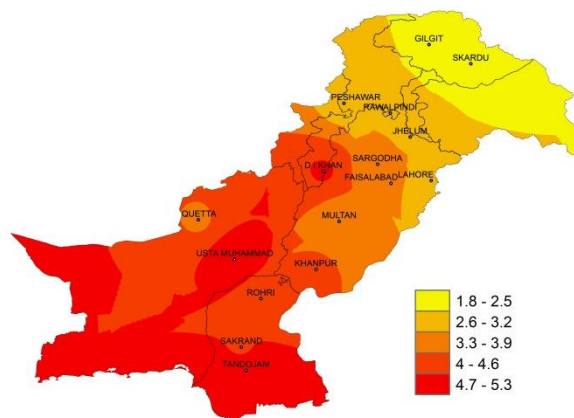 GILGIT
SKARDU
PESHAWAR
RAWALPINDI
JHELUM
SARGODHA
D.I KHAN
FAISALABAD
LAHORE
QUETTA
MULTAN
USTA MUHAMMAD
KHANPUR
ROHRI
SAKRAND
TANDOJAM
1.8 - 2.5
2.6 - 3.2
3.3 - 3.9
4 - 4.6
4.7 - 5.3